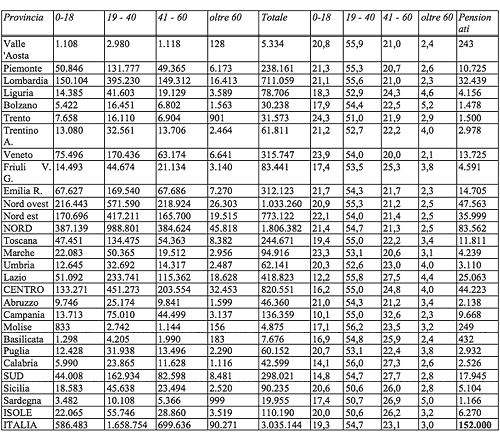 Provincia 0-18 19 - 40 41 - 60 oltre 60 Totale 0-18 19 - 40 41 - 60 oltre 60 Pension
ati
Valle 1.108 2.980 1.118 128 5.334 20,8 55,9 21,0 2,4 243
'Aosta
Piemonte 50.846 131.777 49.365 6.173 238.161 21,3 55,3 20,7 2,6 10.725
Lombardia 150.104 395.230 149.312 16.413 711.059 21,1 55,6 21,0 2,3 32.439
Liguria 14.385 41.603 19.129 3.589 78.706 18,3 52,9 24,3 4,6 4.156
Bolzano 5.422 16.451 6.802 1.563 30.238 17,9 54,4 22,5 5,2 1.478
Trento 7.658 16.110 6.904 901 31.573 24,3 51,0 21,9 2,9 1.500
Trentino 13.080 32.561 13.706 2.464 61.811 21,2 52,7 22,2 4,0 2.978
A.
Veneto 75.496 170.436 63.174 6.641 315.747 23,9 54,0 20,0 2,1 13.725
Friuli V. 14.493 44.674 21.134 3.140 83.441 17,4 53,5 25,3 3,8 4.591
G.
Emilia R. 67.627 169.540 67.686 7.270 312.123 21,7 54,3 21,7 2,3 14.705
Nord ovest 216.443 571.590 218.924 26.303 1.033.260 20,9 55,3 21,2 2,5 47.563
Nord est 170.696 417.211 165.700 19.515 773.122 22,1 54,0 21,4 2,5 35.999
NORD 387.139 988.801 384.624 45.818 1.806.382 21,4 54,7 21,3 2,5 83.562
Toscana 47.451 134.475 54.363 8.382 244.671 19,4 55,0 22,2 3,4 11.811
Marche 22.083 50.365 19.512 2.956 94.916 23,3 53,1 20,6 3,1 4.239
Umbria 12.645 32.692 14.317 2.487 62.141 20,3 52,6 23,0 4,0 3.110
Lazio 51.092 233.741 115.362 18.628 418.823 12,2 55,8 27,5 4,4 25.063
CENTRO 133.271 451.273 203.554 32.453 820.551 16,2 55,0 24,8 4,0 44.223
Abruzzo 9.746 25.174 9.841 1.599 46.360 21,0 54,3 21,2 3,4 2.138
Campania 13.713 75.010 44.499 3.137 136.359 10,1 55,0 32,6 2,3 9.668
Molise 833 2.742 1.144 156 4.875 17,1 56,2 23,5 3,2 249
Basilicata 1.298 4.205 1.990 183 7.676 16,9 54,8 25,9 2,4 432
Puglia 12.428 31.938 13.496 2.290 60.152 20,7 53,1 22,4 3,8 2.932
Calabria 5.990 23.865 11.628 1.116 42.599 14,1 56,0 27,3 2,6 2.526
SUD 44.008 162.934 82.598 8.481 298.021 14,8 54,7 27,7 2,8 17.945
Sicilia 18.583 45.638 23.494 2.520 90.235 20,6 50,6 26,0 2,8 5.104
Sardegna 3.482 10.108 5.366 999 19.955 17,4 50,7 26,9 5,0 1.166
ISOLE 22.065 55.746 28.860 3.519 110.190 20,0 50,6 26,2 3,2 6.270
ITALIA 586.483 1.658.754 699.636 90.271 3.035.144 19,3 54,7 23,1 3,0 152.000